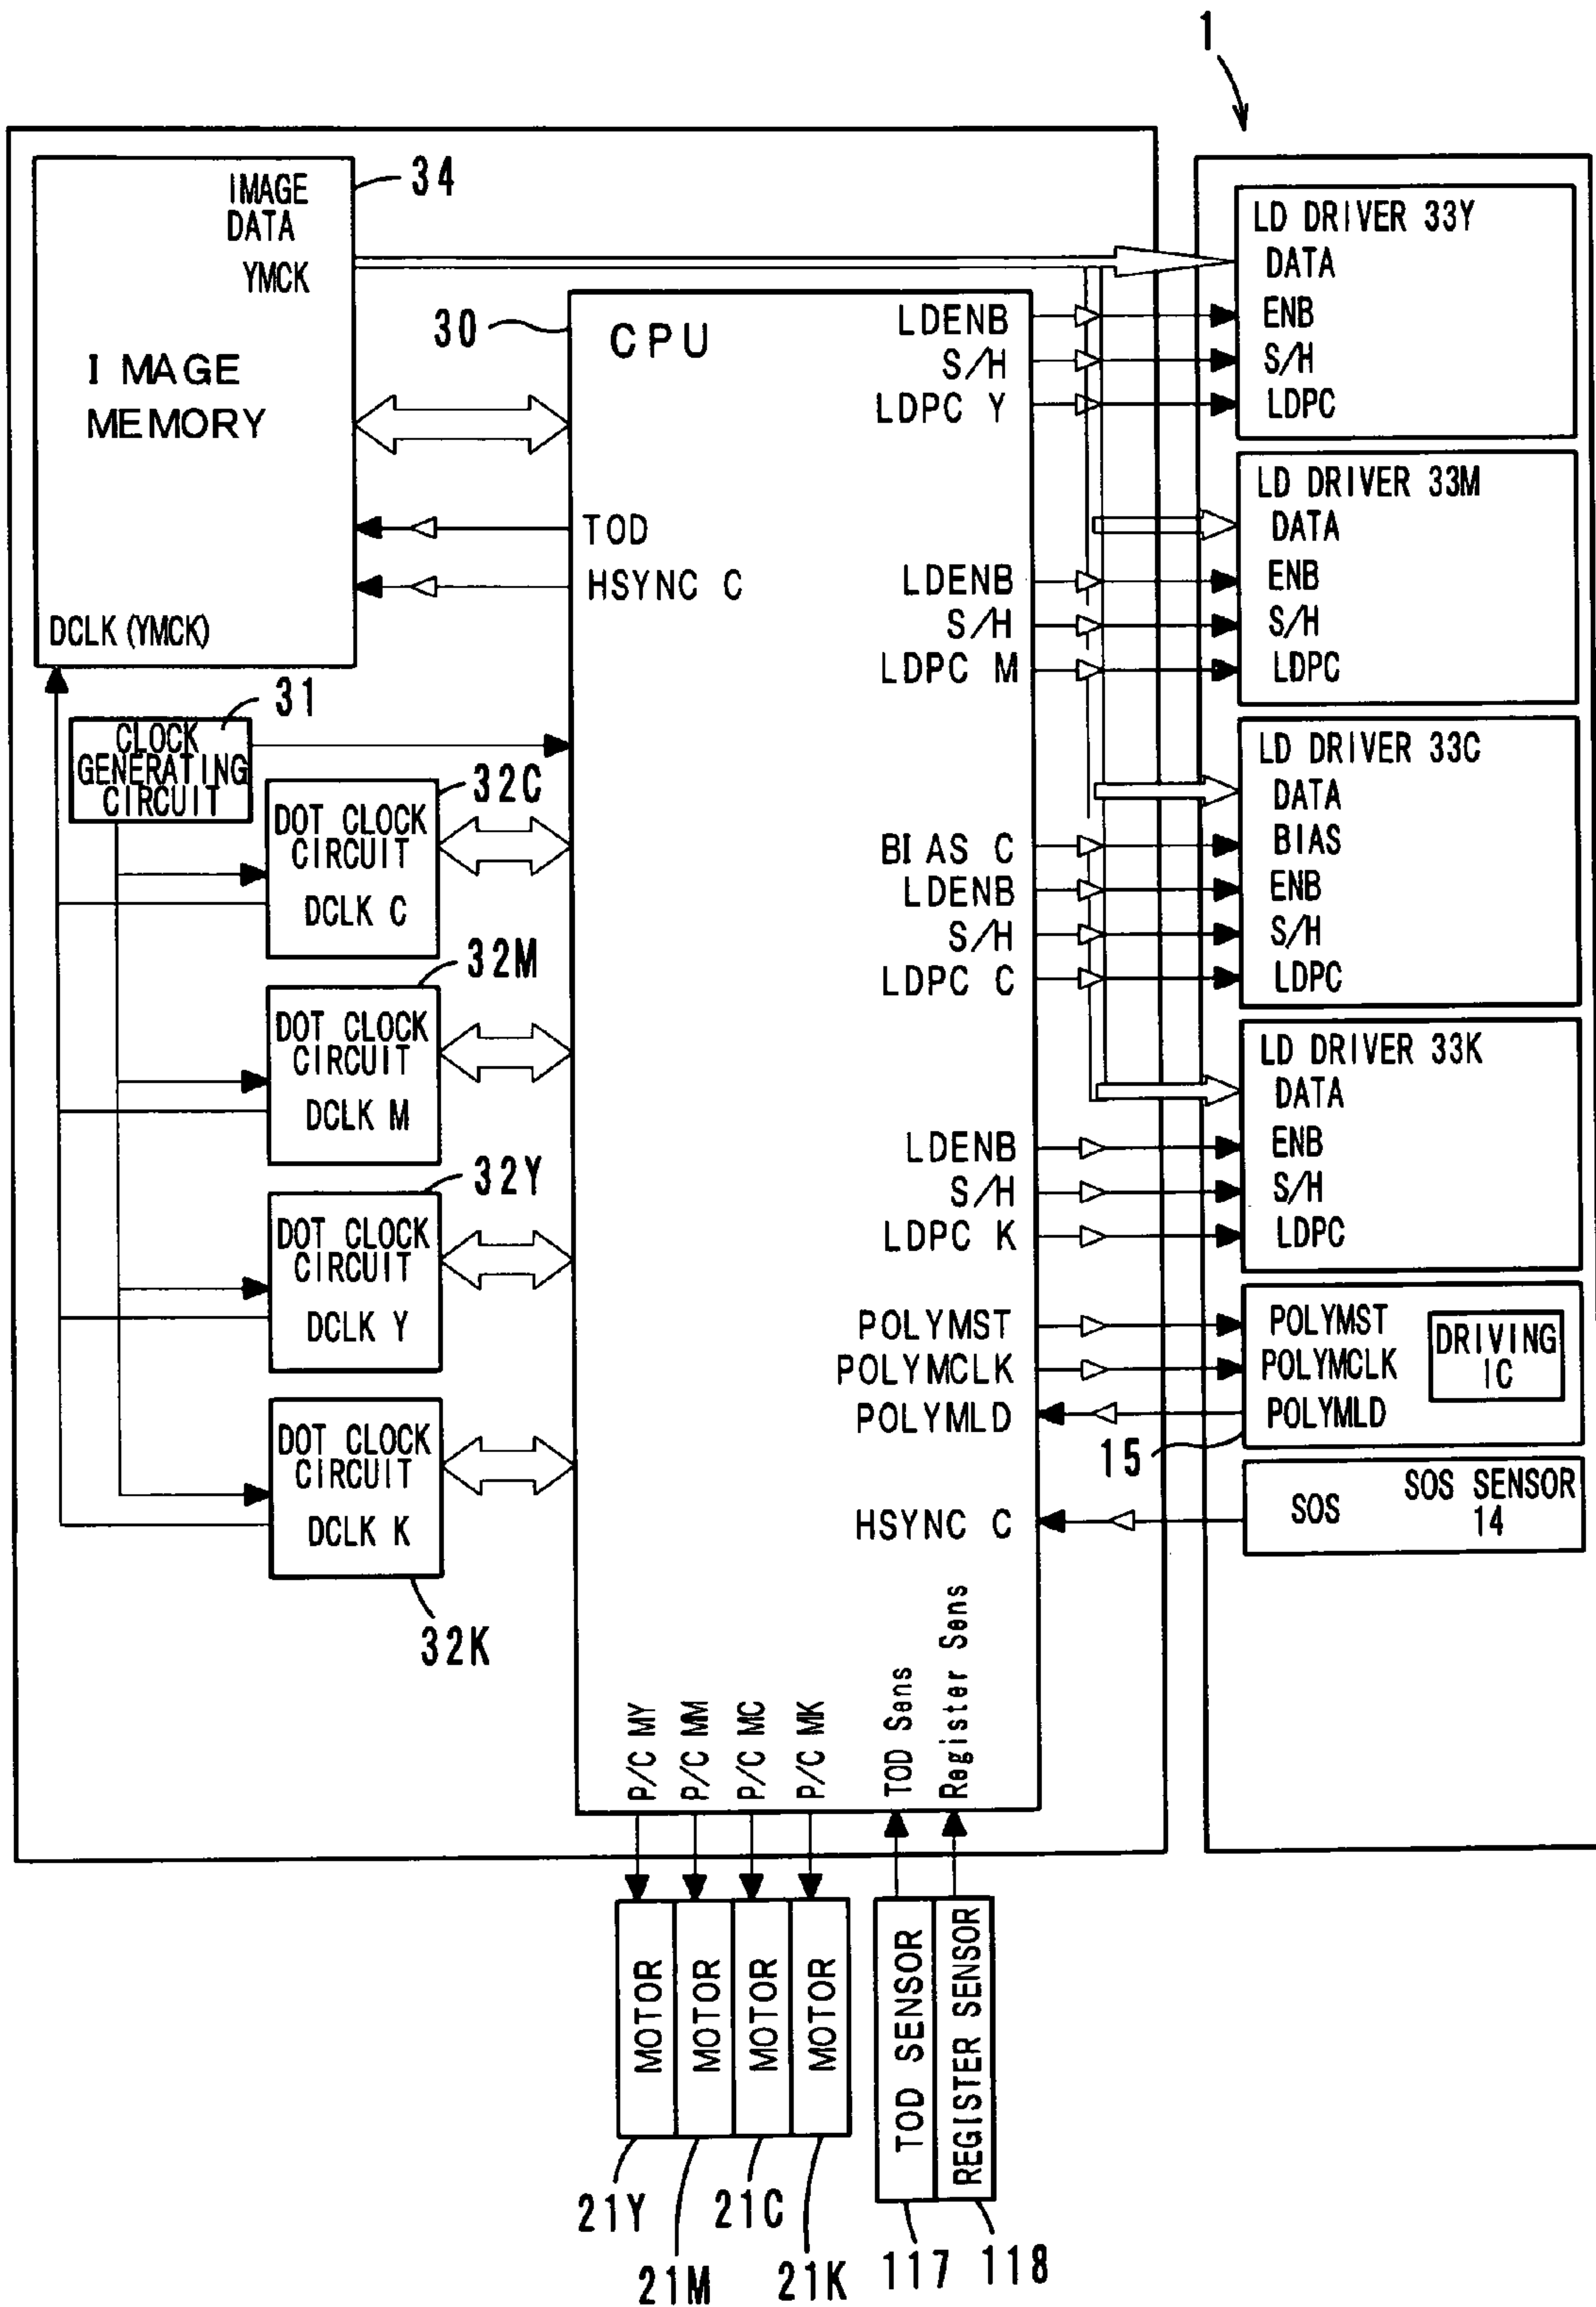 1
34
IMAGE
DATA
YMCK
IMAGE
MEMORY
DCLK (YMCK)
30
CPU
TOD
HSYNC C
LDENB
S/H
LDPC Y
LDENB
S/H
LDPC M
BIAS C
LDENB
S/H
LDPC C
LDENB
S/H
LDPC K
POLYMST
POLYMCLK
POLYMLD
HSYNC C
LD DRIVER 33Y
DATA
ENB
S/H
LDPC
LD DRIVER 33M
DATA
ENB
S/H
LDPC
LD DRIVER 33C
DATA
BIAS
ENB
S/H
LDPC
LD DRIVER 33K
DATA
ENB
S/H
LDPC
POLYMST
POLYMCLK
POLYMLD
DRIVING
IC
15
SOS
SOS SENSOR
14
31
CLOCK
GENERATING
CIRCUIT
32C
DOT CLOCK
CIRCUIT
DCLK C
32M
DOT CLOCK
CIRCUIT
DCLK M
32Y
DOT CLOCK
CIRCUIT
DCLK Y
DOT CLOCK
CIRCUIT
DCLK K
32K
P/C MY
P/C MM
P/C MC
P/C MK
TOD Sens
Register Sens
MOTOR
MOTOR
MOTOR
MOTOR
TOD SENSOR
REGISTER SENSOR
21Y
21M
21C
21K
117
118